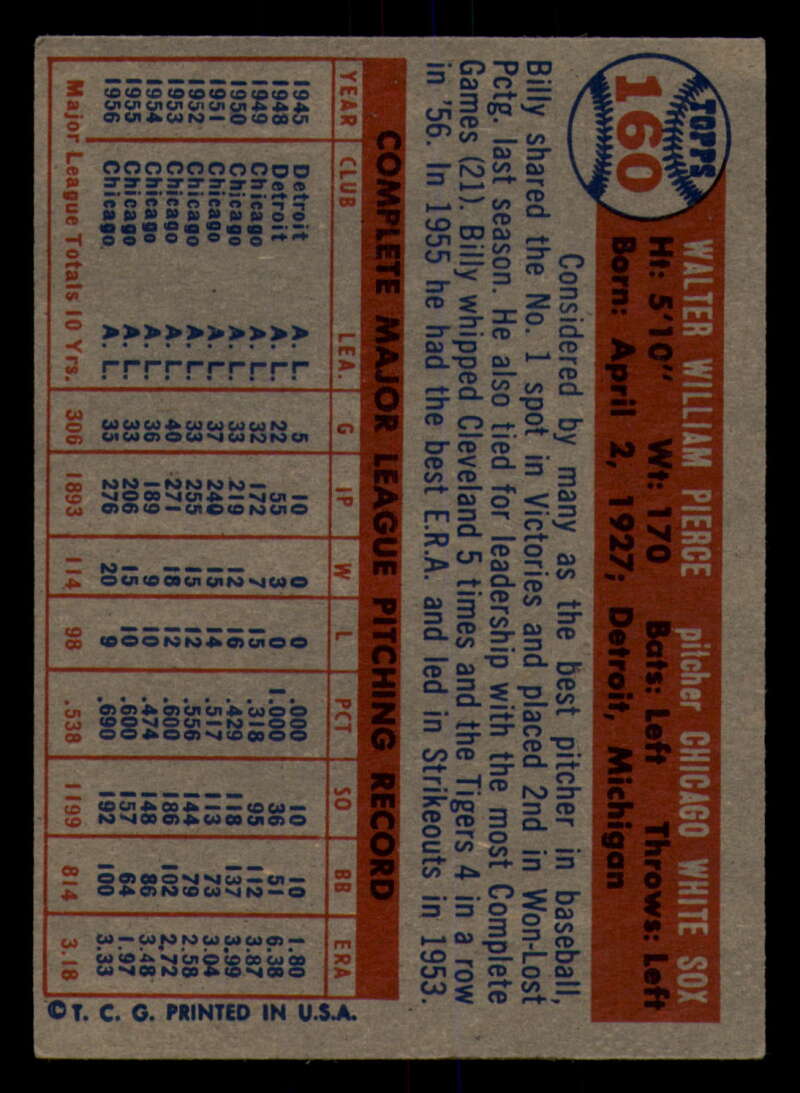 TOPPS
160
WALTER WILLIAM PIERCE pitcher CHICAGO WHITE SOX
Ht: 5'10" Wt: 170 Bats: Left Throws: Left
Born: April 2, 1927; Detroit, Michigan
Considered by many as the best pitcher in baseball,
Billy shared the No. 1 spot in Victories and placed 2nd in Won-Lost
Pctg. last season. He also tied for leadership with the most Complete
Games (21). Billy whipped Cleveland 5 times and the Tigers 4 in a row
in '56. In 1955 he had the best E.R.A. and led in Strikeouts in 1953.
COMPLETE MAJOR LEAGUE PITCHING RECORD
YEAR CLUB LEA. G IP W L PCT SO BB ERA
1945 Detroit A. L. 5 10 0 0 .000 10 10 1.80
1948 Detroit A. L. 22 55 3 0 1.000 36 51 6.38
1949 Chicago A. L. 32 172 7 15 .318 95 112 3.87
1950 Chicago A. L. 33 219 12 16 .429 118 137 3.99
1951 Chicago A. L. 37 240 15 14 .517 113 73 3.04
1952 Chicago A. L. 33 255 15 12 .556 144 79 2.58
1953 Chicago A. L. 40 271 18 12 .600 186 102 2.72
1954 Chicago A. L. 36 189 9 10 .474 148 86 3.48
1955 Chicago A. L. 33 206 15 10 .600 157 64 1.97
1956 Chicago A. L. 35 276 20 9 .690 192 100 3.33
Major League Totals 10 Yrs. 306 1893 114 98 .538 1199 814 3.18
© T. C. G. PRINTED IN U.S.A.